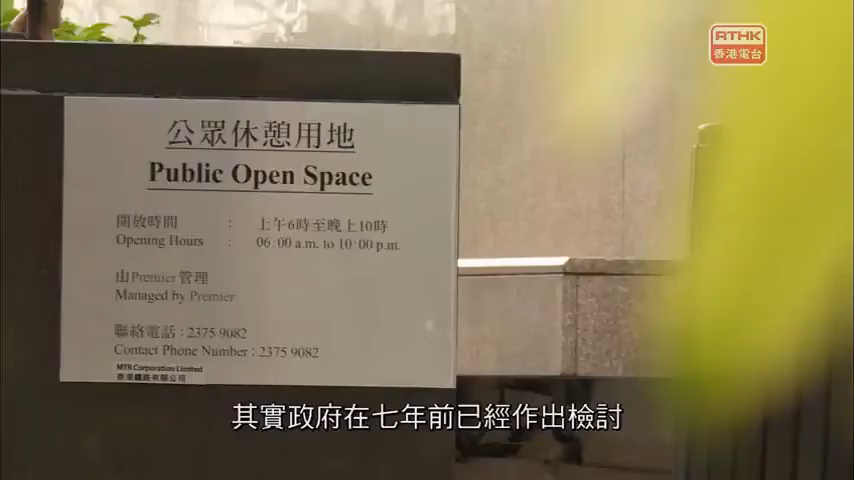 RTHK
香港電台
公眾休憩用地
Public Open Space
開放時間 : 上午6時至晚上10時
Opening Hours : 06:00 a.m. to 10:00 p.m.
由Premier管理
Managed by Premier
聯絡電話：2375 9082
Contact Phone Number：2375 9082
MTR Corporation Limited
香港鐵路有限公司
其實政府在七年前已經作出檢討